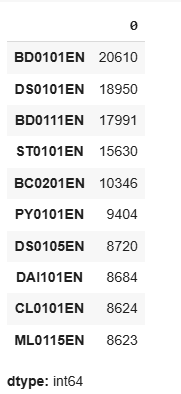 0
BD0101EN 20610
DS0101EN 18950
BD0111EN 17991
ST0101EN 15630
BC0201EN 10346
PY0101EN 9404
DS0105EN 8720
DAI101EN 8684
CL0101EN 8624
ML0115EN 8623
dtype: int64